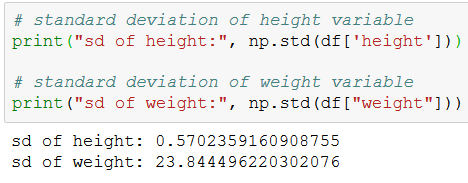 # standard deviation of height variable
print("sd of height:", np.std(df['height']))
# standard deviation of weight variable
print("sd of weight:", np.std(df["weight"]))
sd of height: 0.5702359160908755
sd of weight: 23.844496220302076